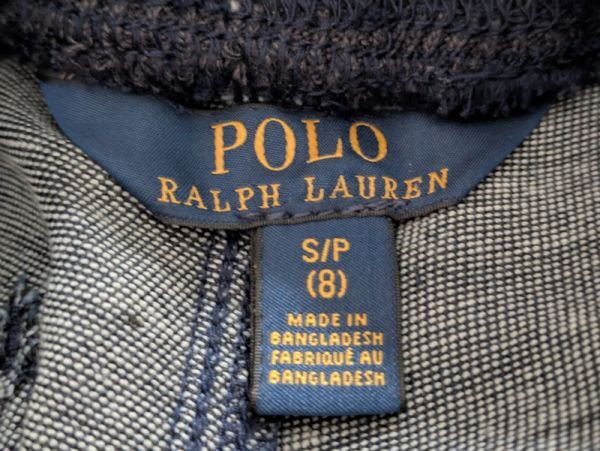 POLO
RALPH LAUREN
S/P
(8)
MADE IN
BANGLADESH
FABRIQUÉ AU
BANGLADESH